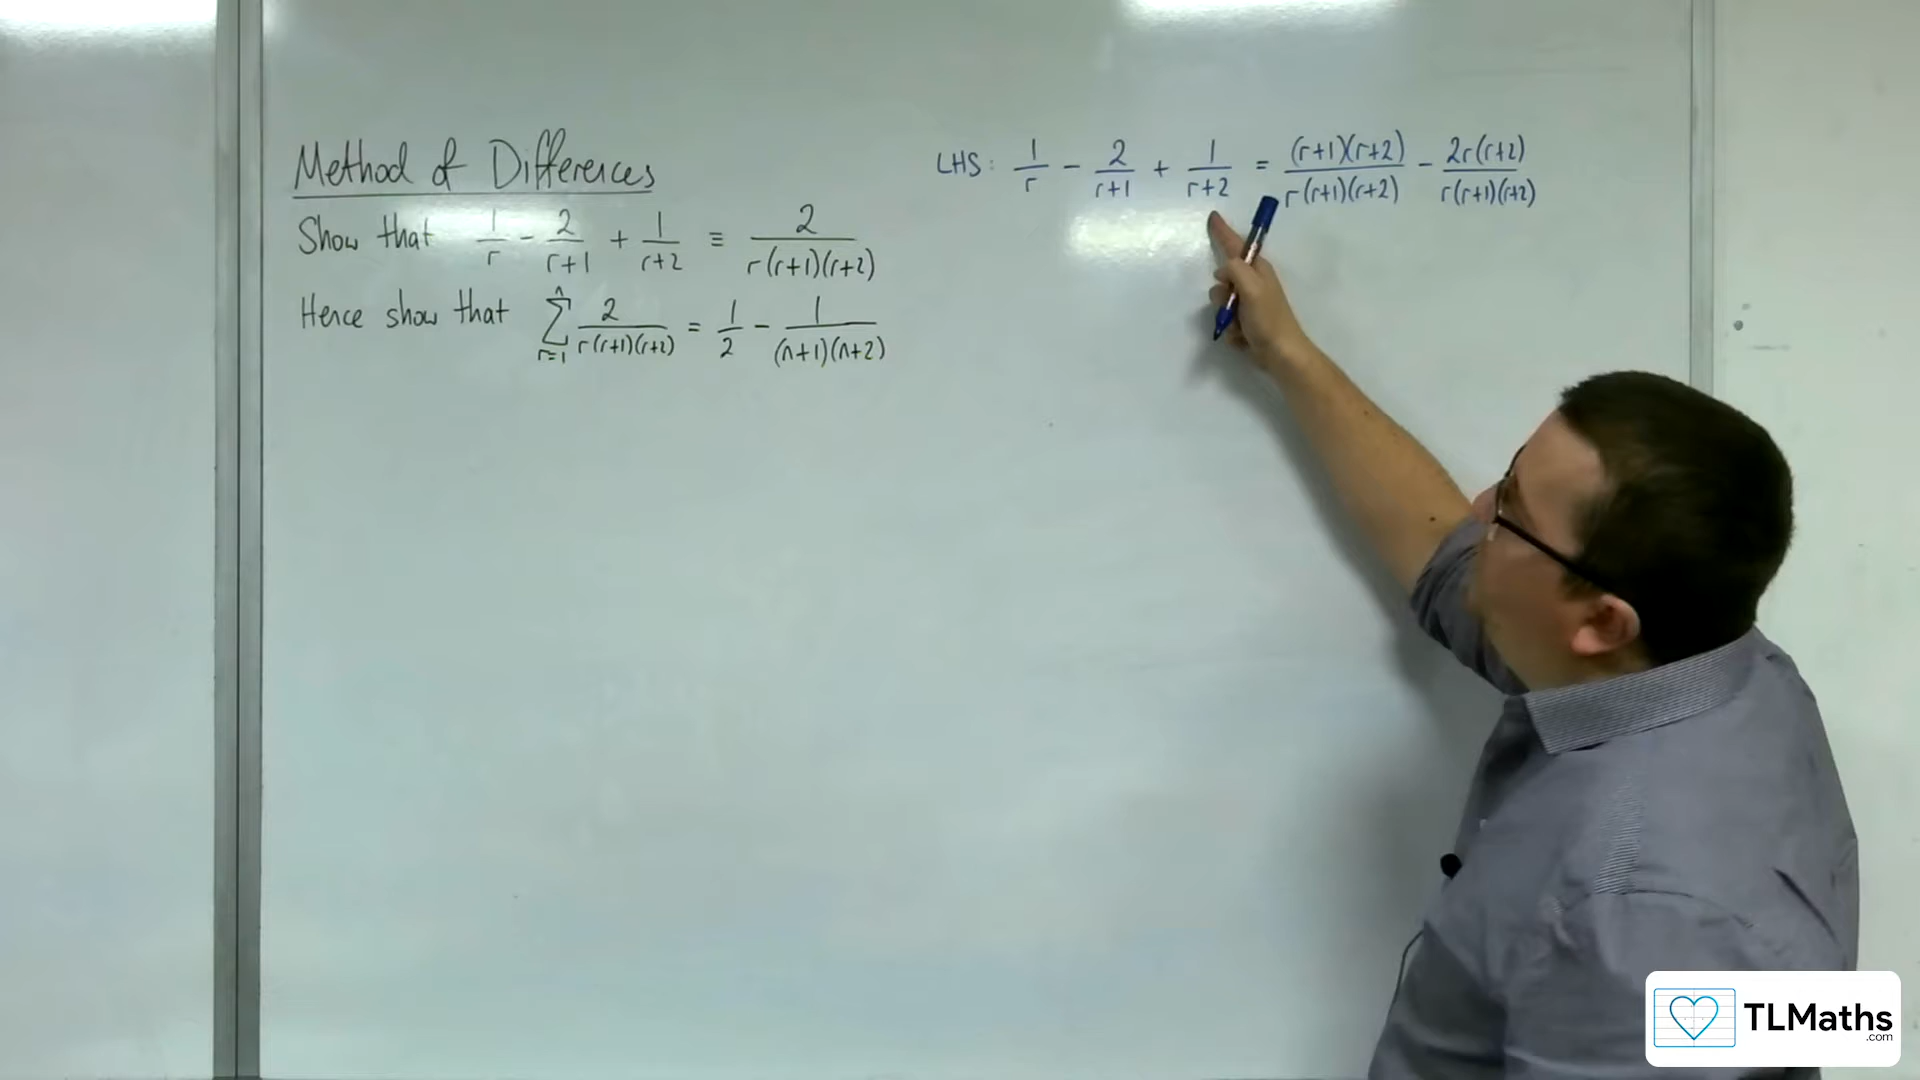 Method of Differences
Show that 1/r - 2/(r+1) + 1/(r+2) ≡ 2/(r(r+1)(r+2))
Hence show that ∑_{r=1}^{n} 2/(r(r+1)(r+2)) = 1/2 - 1/((n+1)(n+2))
LHS: 1/r - 2/(r+1) + 1/(r+2) = (r+1)(r+2)/(r(r+1)(r+2)) - 2r(r+2)/(r(r+1)(r+2))
TLMaths
.com